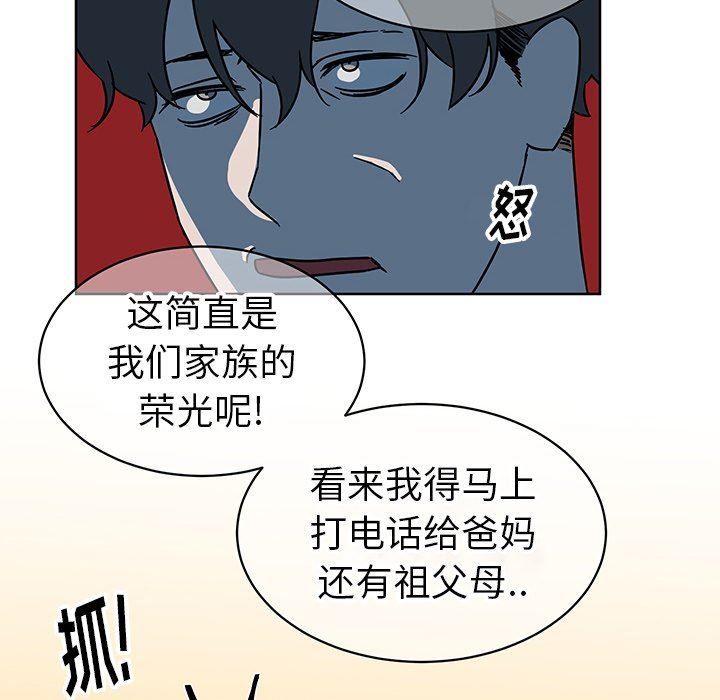 怒
这简直是
我们家族的
荣光呢!
看来我得马上
打电话给爸妈
还有祖父母..
抓!